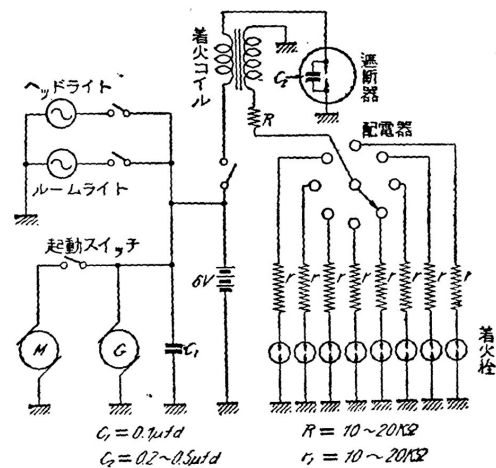 着火コイル
遮断器
C₂
ヘッドライト
R
配電器
ルームライト
起動スイッチ
6V
r
r
r
r
r
r
r
r
M
G
C₁
着火栓
C₁ = 0.1μfd
R = 10～20KΩ
C₂ = 0.2～0.5μfd
r₁ = 10～20KΩ